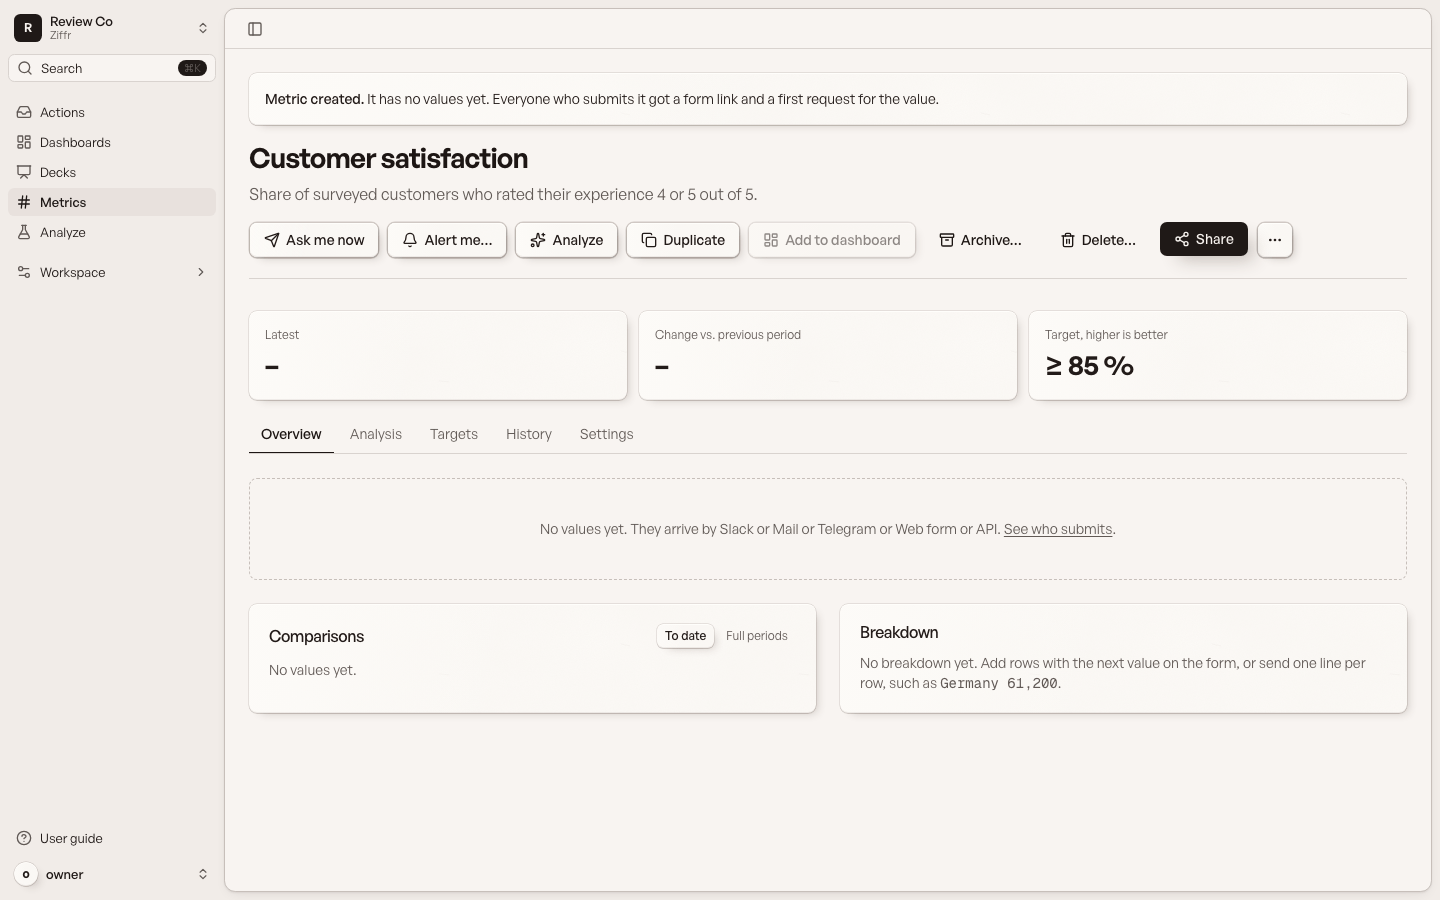 R
Review Co
Ziffr
Search
⌘K
Actions
Dashboards
Decks
Metrics
Analyze
Workspace
User guide
o
owner
Metric created. It has no values yet. Everyone who submits it got a form link and a first request for the value.
Customer satisfaction
Share of surveyed customers who rated their experience 4 or 5 out of 5.
Ask me now
Alert me...
Analyze
Duplicate
Add to dashboard
Archive...
Delete...
Share
Latest
–
Change vs. previous period
–
Target, higher is better
≥ 85 %
Overview
Analysis
Targets
History
Settings
No values yet. They arrive by Slack or Mail or Telegram or Web form or API. See who submits.
Comparisons
To date
Full periods
No values yet.
Breakdown
No breakdown yet. Add rows with the next value on the form, or send one line per
row, such as Germany 61,200.